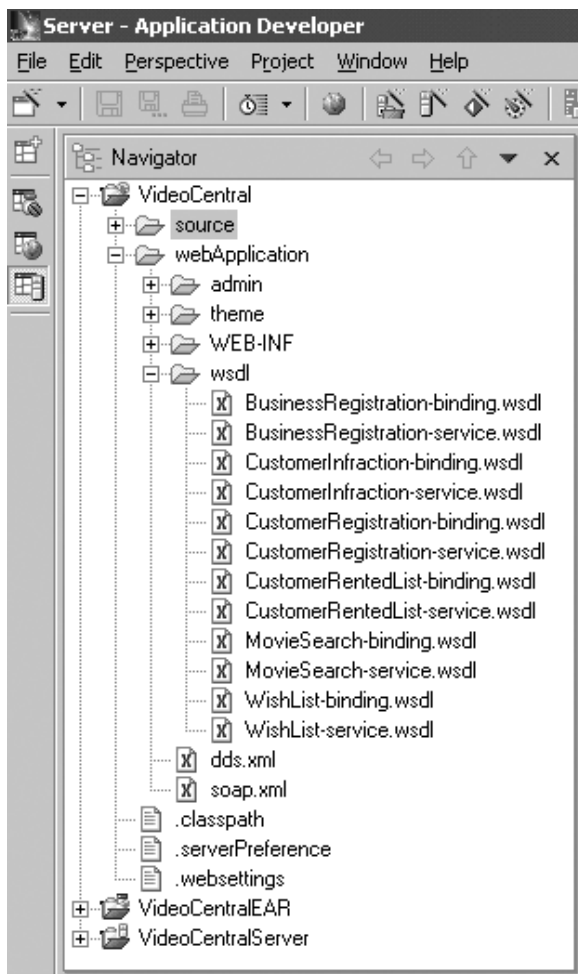 Server - Application Developer
File Edit Perspective Project Window Help
Navigator
VideoCentral
source
webApplication
admin
theme
WEB-INF
wsdl
BusinessRegistration-binding.wsdl
BusinessRegistration-service.wsdl
CustomerInfraction-binding.wsdl
CustomerInfraction-service.wsdl
CustomerRegistration-binding.wsdl
CustomerRegistration-service.wsdl
CustomerRentedList-binding.wsdl
CustomerRentedList-service.wsdl
MovieSearch-binding.wsdl
MovieSearch-service.wsdl
WishList-binding.wsdl
WishList-service.wsdl
dds.xml
soap.xml
.classpath
.serverPreference
.websettings
VideoCentralEAR
VideoCentralServer